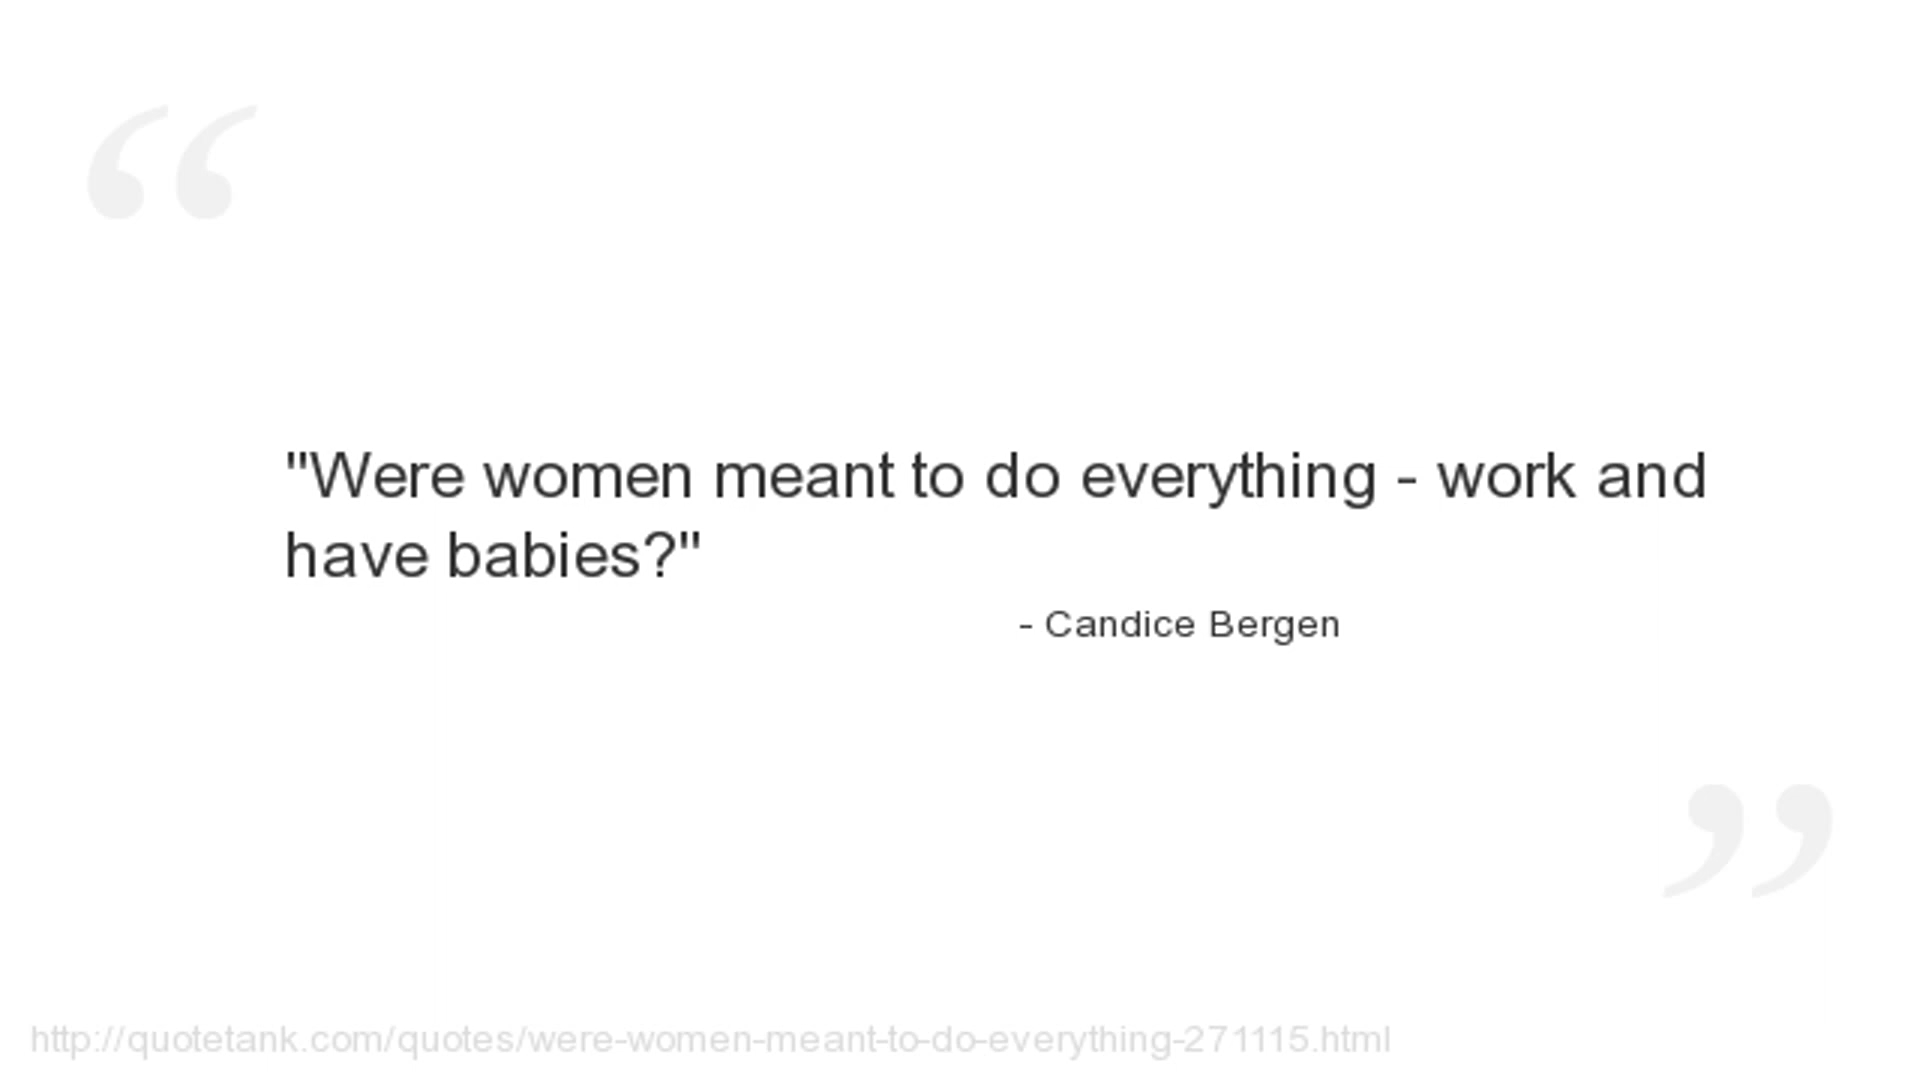 "Were women meant to do everything - work and
have babies?"
- Candice Bergen
http://quotetank.com/quotes/were-women-meant-to-do-everything-271115.html